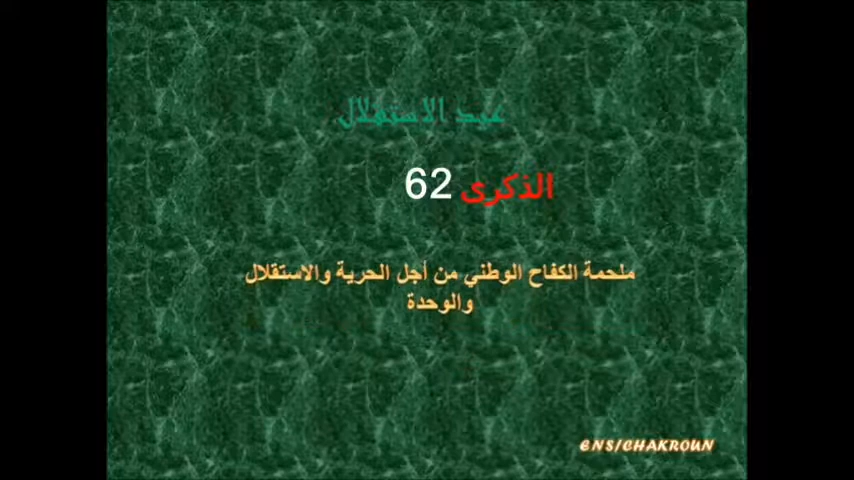 عيد الاستقلال
الذكرى 62
ملحمة الكفاح الوطني من أجل الحرية والاستقلال
والوحدة
ENS/CHAKROUN